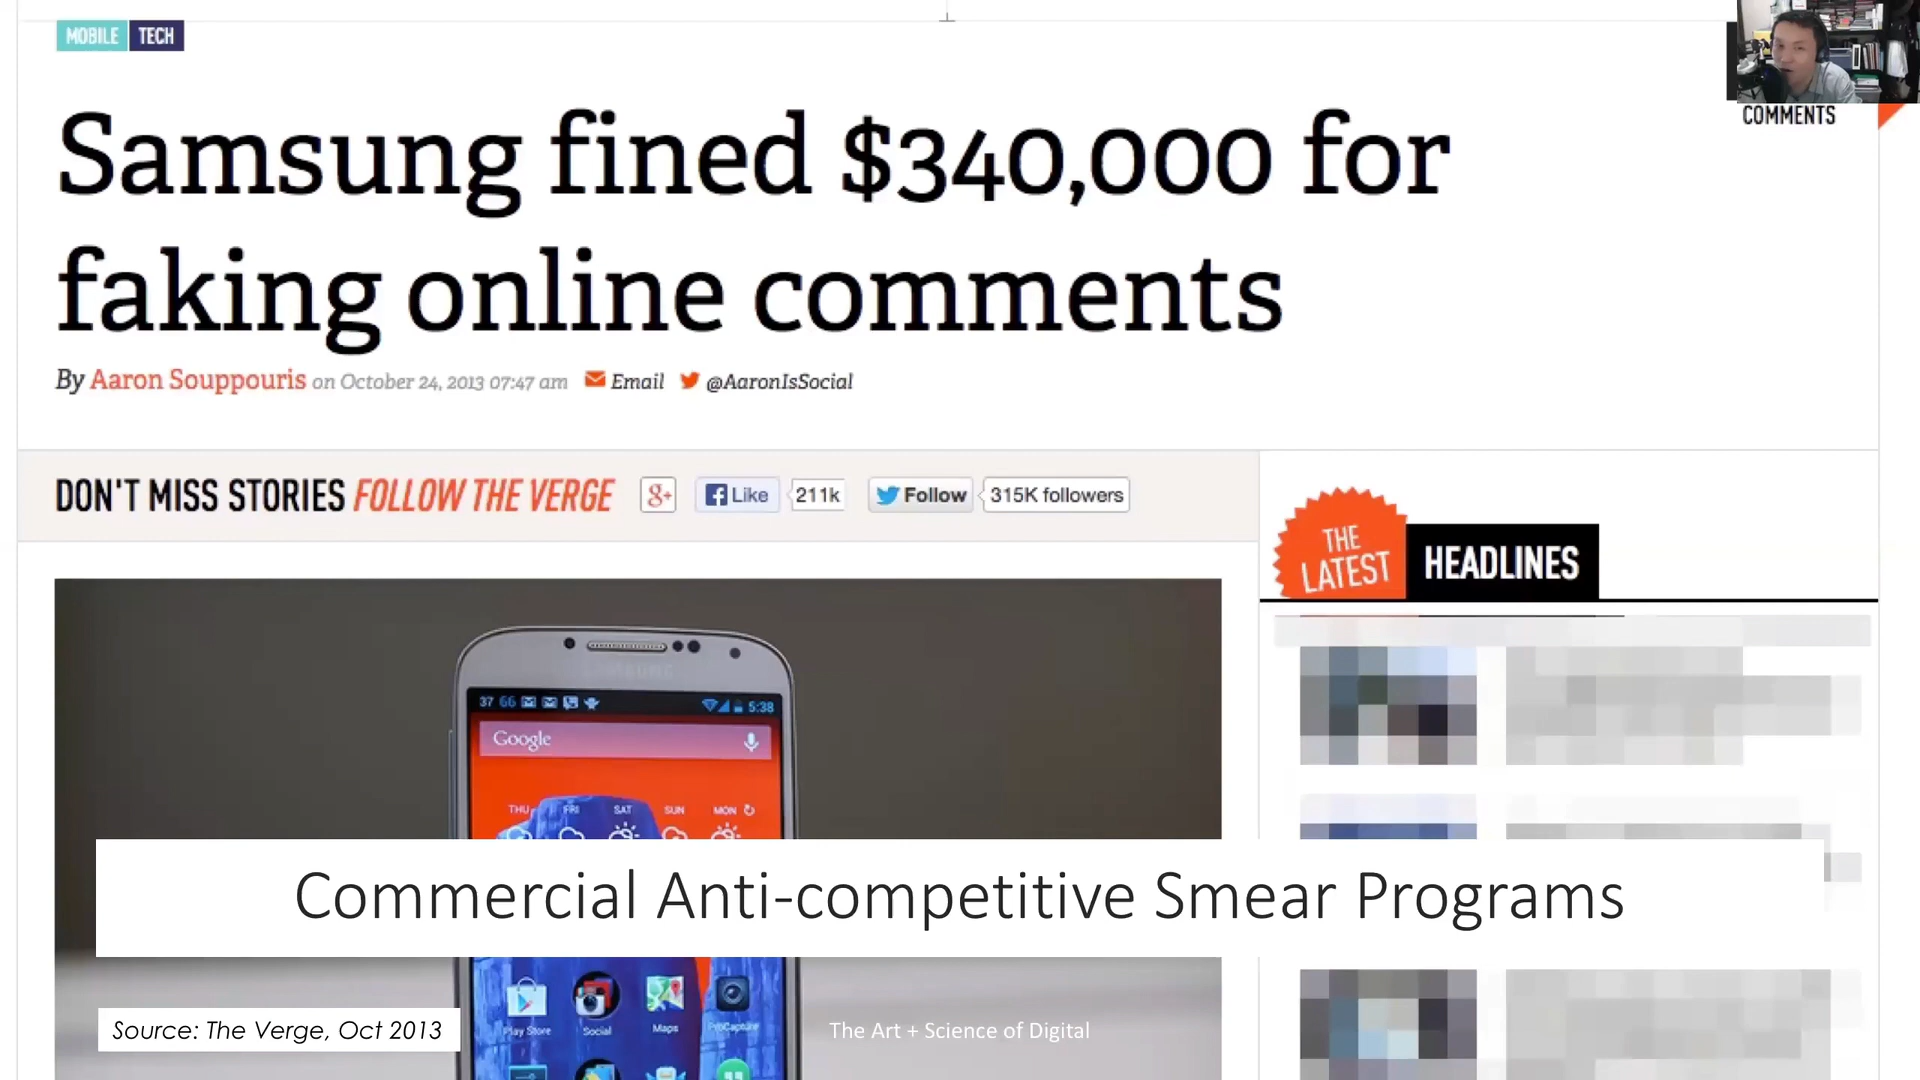 MOBILE TECH
COMMENTS
Samsung fined $340,000 for
faking online comments
By Aaron Souppouris on October 24, 2013 07:47 am Email @AaronIsSocial
DON'T MISS STORIES FOLLOW THE VERGE g+ Like 211k Follow 315K followers
THE
LATEST
HEADLINES
SAMSUNG
37 66 5:38
Google
THU FRI SAT SUN MON
Commercial Anti-competitive Smear Programs
Play Store Social Maps ProCapture
Source: The Verge, Oct 2013
The Art + Science of Digital